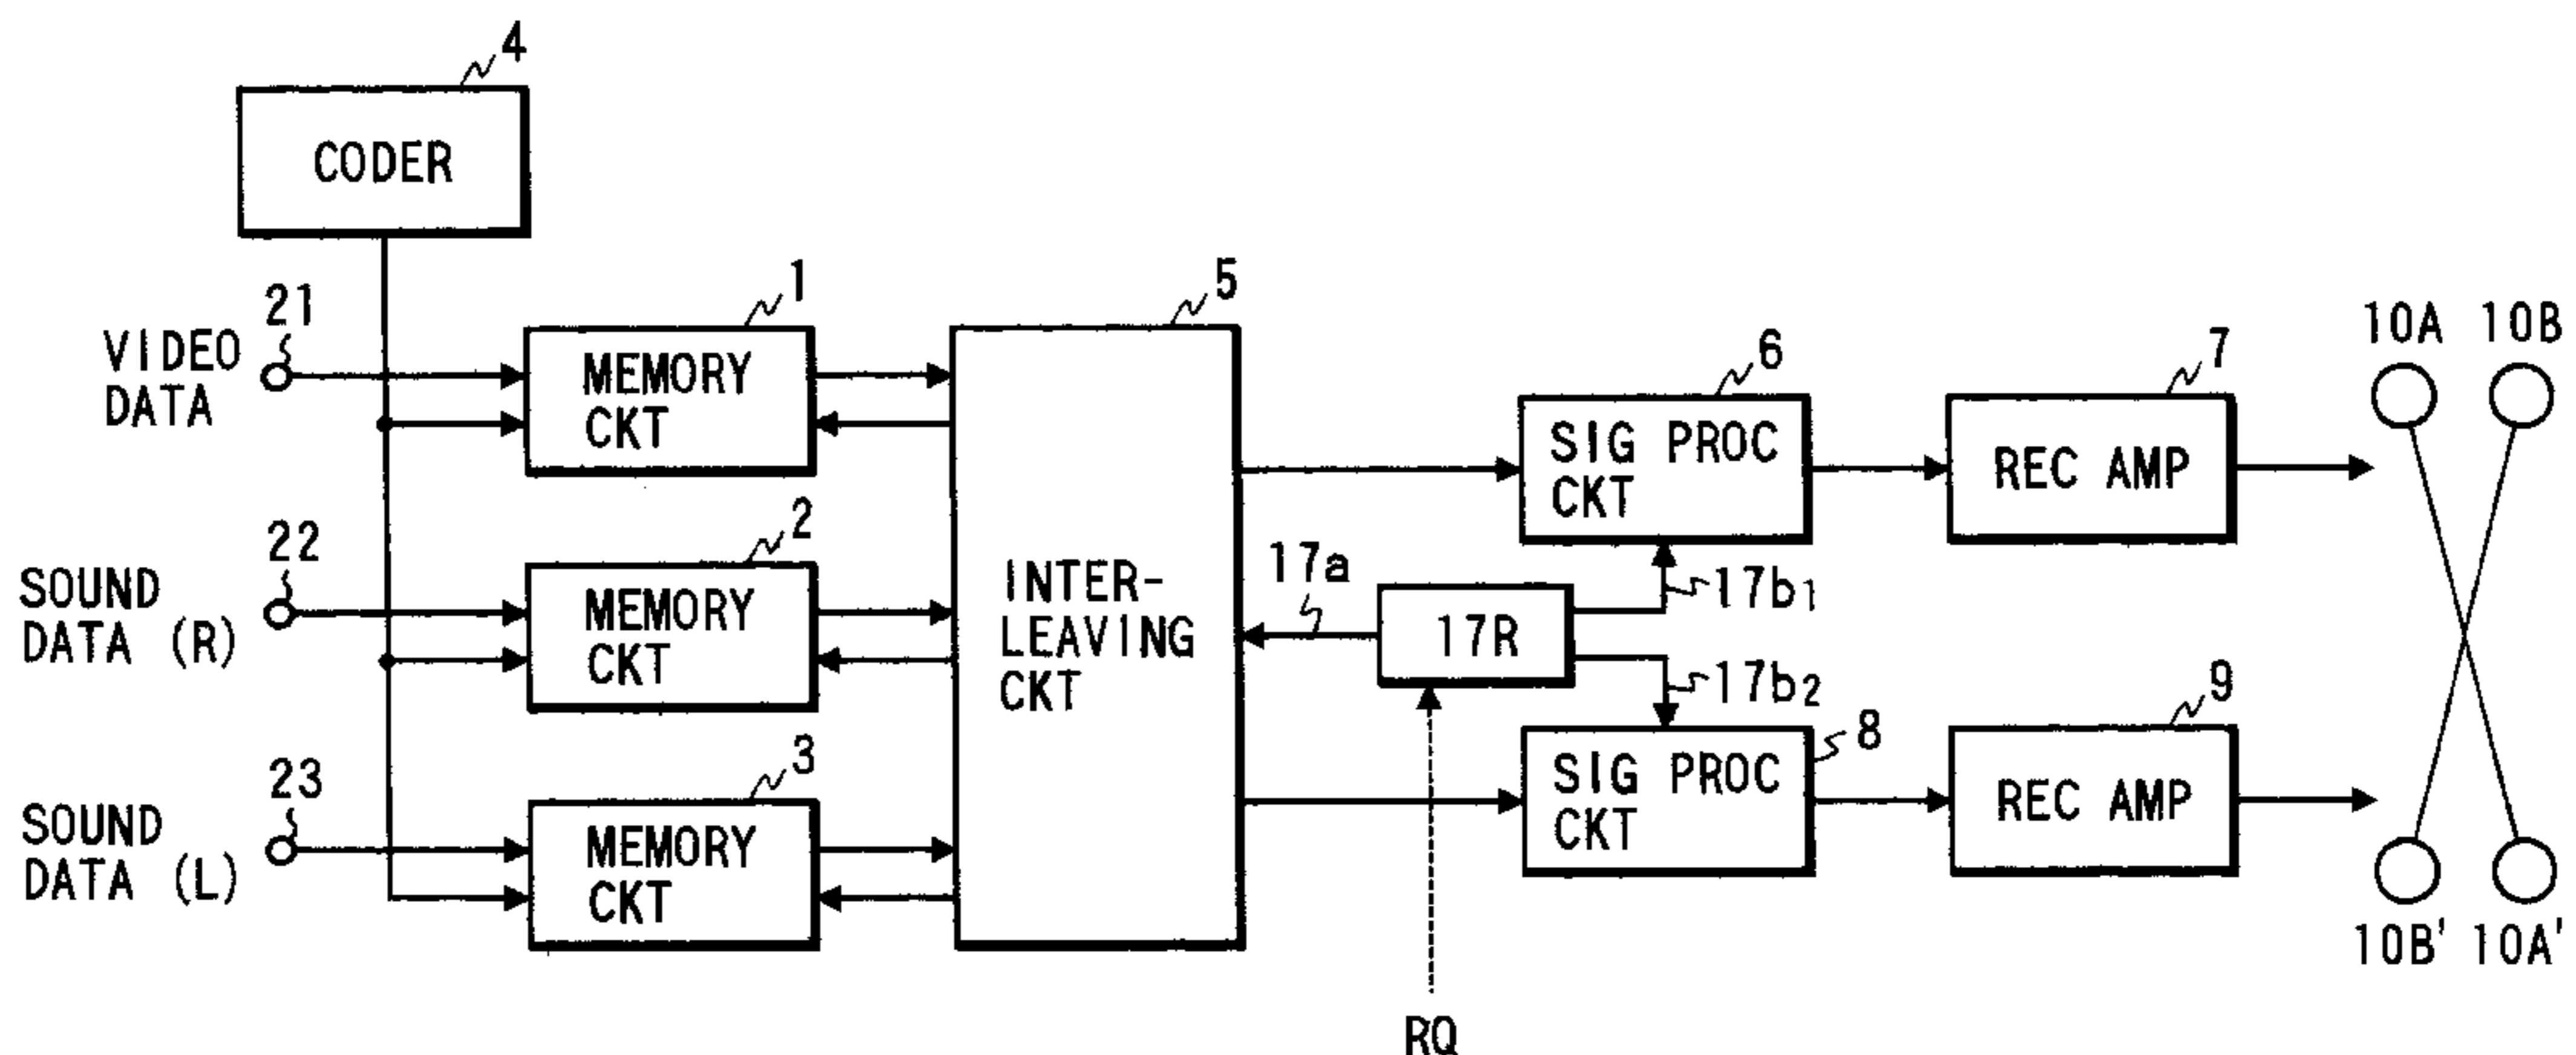 4
CODER
VIDEO
DATA
21
1
MEMORY
CKT
5
INTER-
LEAVING
CKT
6
SIG PROC
CKT
7
REC AMP
10A
10B
SOUND
DATA (R)
22
2
MEMORY
CKT
17a
17R
17b1
17b2
SOUND
DATA (L)
23
3
MEMORY
CKT
8
SIG PROC
CKT
9
REC AMP
10B'
10A'
RQ